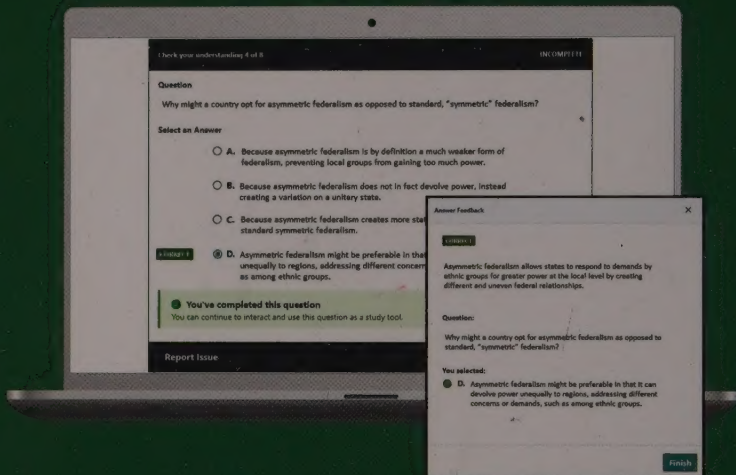 Check your understanding 4 of 8
INCOMPLETE
Question
Why might a country opt for asymmetric federalism as opposed to standard, "symmetric" federalism?
Select an Answer
A. Because asymmetric federalism is by definition a much weaker form of
federalism, preventing local groups from gaining too much power.
B. Because asymmetric federalism does not in fact devolve power, instead
creating a variation on a unitary state.
C. Because asymmetric federalism creates more
standard symmetric federalism.
D. Asymmetric federalism might be preferable in that
unequally to regions, addressing different
as among ethnic groups.
You've completed this question
You can continue to interact and use this question as a study tool.
Report Issue
Answer Feedback
X
Asymmetric federalism allows states to respond to demands by
ethnic groups for greater power at the local level by creating
different and uneven federal relationships.
Question:
Why might a country opt for asymmetric federalism as opposed to
standard, "symmetric" federalism?
You selected:
D. Asymmetric federalism might be preferable in that it can
devolve power unequally to regions, addressing different
concerns or demands, such as among ethnic groups.
Finish